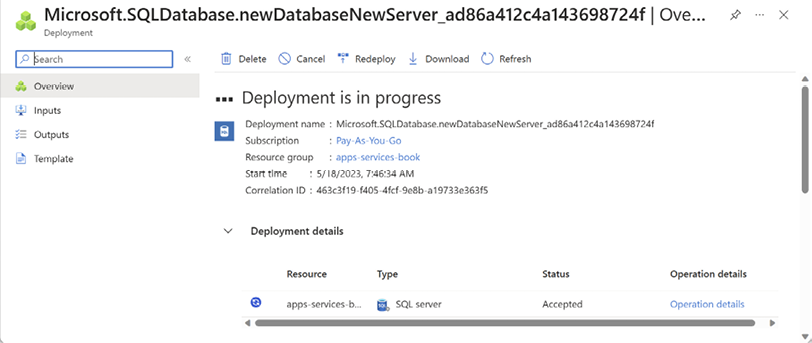 Microsoft.SQLDatabase.newDatabaseNewServer_ad86a412c4a143698724f | Ove...
Deployment
Search
Delete Cancel Redeploy Download Refresh
Overview
Inputs
Outputs
Template
Deployment is in progress
Deployment name : Microsoft.SQLDatabase.newDatabaseNewServer_ad86a412c4a143698724f
Subscription : Pay-As-You-Go
Resource group : apps-services-book
Start time : 5/18/2023, 7:46:34 AM
Correlation ID : 463c3f19-f405-4fcf-9e8b-a19733e363f5
Deployment details
Resource Type Status Operation details
apps-services-b... SQL server Accepted Operation details